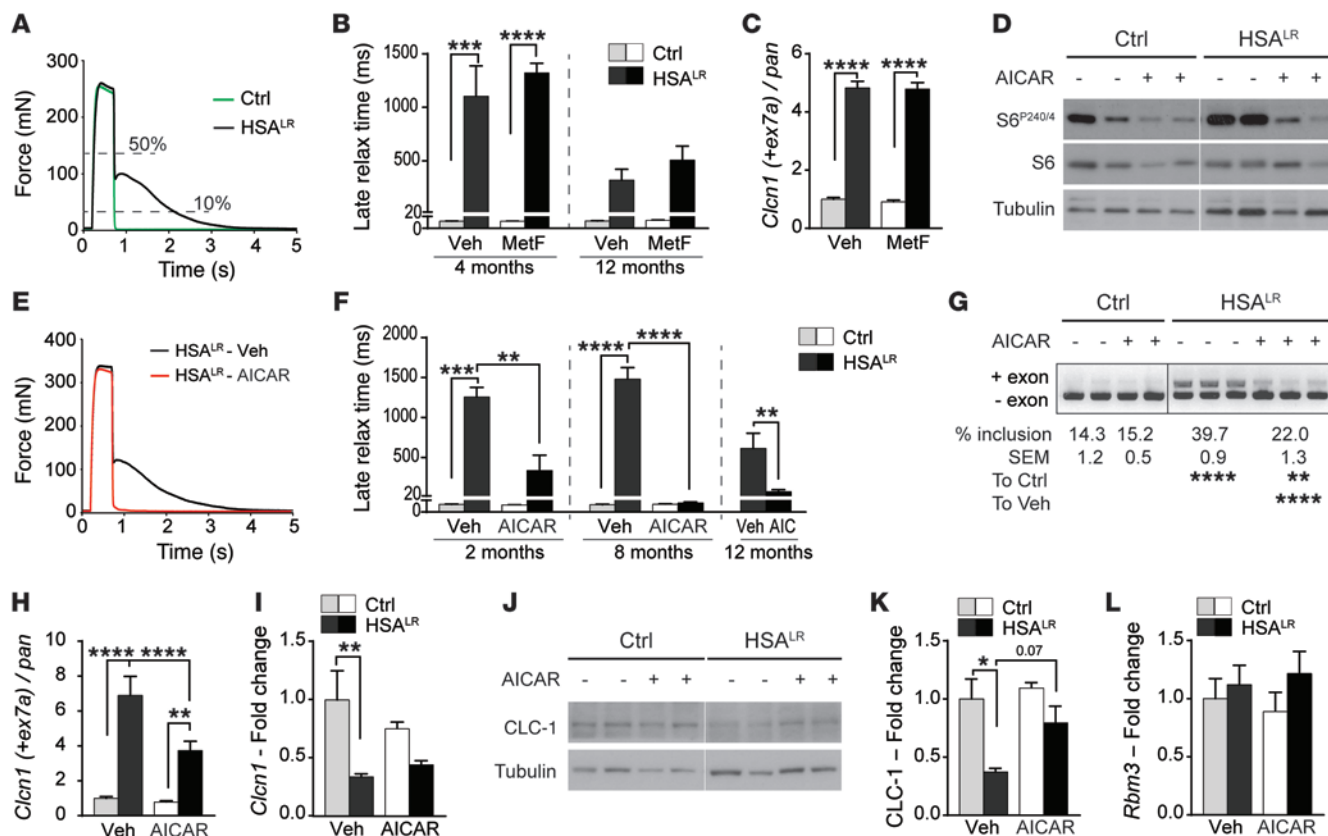 A
Force (mN)
300
200
100
0
50%
10%
Ctrl
HSA^LR
1 2 3 4 5
Time (s)
B
Late relax time (ms)
1500
1000
500
20
0
*** ****
Ctrl
HSA^LR
Veh MetF Veh MetF
4 months 12 months
C
Clcn1 (+ex7a) / pan
6
4
2
0
**** ****
Veh MetF
D
Ctrl HSA^LR
AICAR - - + + - - + +
S6^P240/4
S6
Tubulin
E
Force (mN)
400
300
200
100
0
HSA^LR - Veh
HSA^LR - AICAR
1 2 3 4 5
Time (s)
F
Late relax time (ms)
2000
1500
1000
500
20
0
*** ** **** **** **
Ctrl
HSA^LR
Veh AICAR Veh AICAR Veh AIC
2 months 8 months 12 months
G
Ctrl HSA^LR
AICAR - - + + - - - + + +
+ exon
- exon
% inclusion 14.3 15.2 39.7 22.0
SEM 1.2 0.5 0.9 1.3
To Ctrl **** **
To Veh ****
H
Clcn1 (+ex7a) / pan
10
8
6
4
2
0
**** **** **
Veh AICAR
I
Ctrl
HSA^LR
Clcn1 - Fold change
1.5
1.0
0.5
0.0
**
Veh AICAR
J
Ctrl HSA^LR
AICAR - - + + - - + +
CLC-1
Tubulin
K
Ctrl
HSA^LR
CLC-1 – Fold change
1.5
1.0
0.5
0.0
* 0.07
Veh AICAR
L
Ctrl
HSA^LR
Rbm3 – Fold change
1.5
1.0
0.5
0.0
Veh AICAR